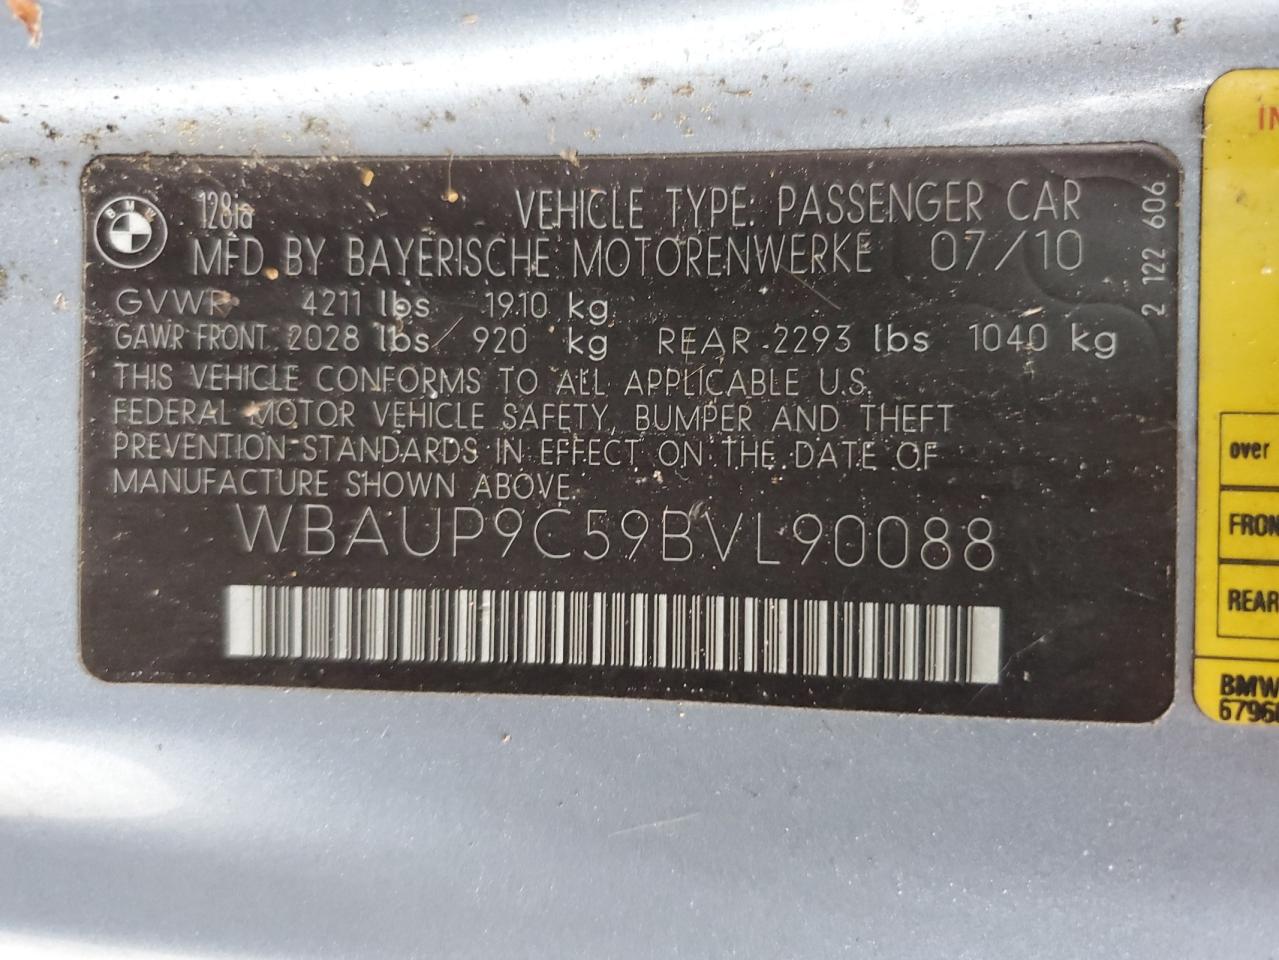 BMW
128ia
VEHICLE TYPE: PASSENGER CAR
MFD BY BAYERISCHE MOTORENWERKE 07/10
GVWR 4211 lbs 1910 kg
GAWR FRONT 2028 lbs 920 kg REAR 2293 lbs 1040 kg
THIS VEHICLE CONFORMS TO ALL APPLICABLE U.S.
FEDERAL MOTOR VEHICLE SAFETY, BUMPER AND THEFT
PREVENTION STANDARDS IN EFFECT ON THE DATE OF
MANUFACTURE SHOWN ABOVE.
WBAUP9C59BVL90088
2 122 606
over
FRON
REAR
BMW